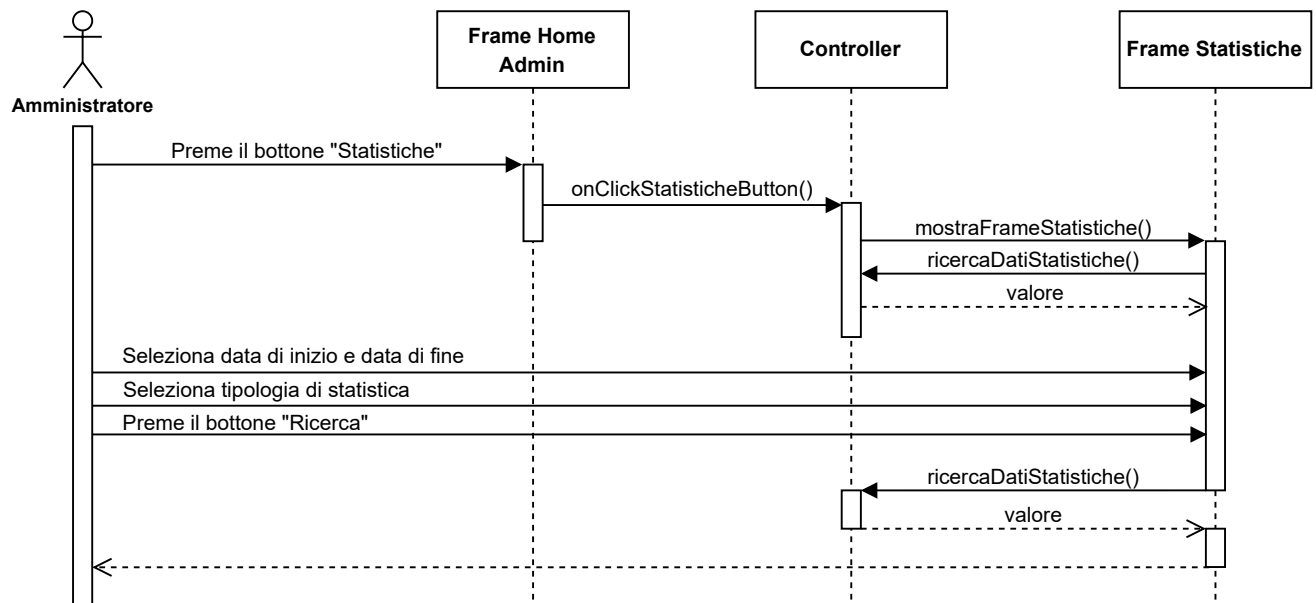 Frame Home
Admin
Controller
Frame Statistiche
Amministratore
Preme il bottone "Statistiche"
onClickStatisticheButton()
mostraFrameStatistiche()
ricercaDatiStatistiche()
valore
Seleziona data di inizio e data di fine
Seleziona tipologia di statistica
Preme il bottone "Ricerca"
ricercaDatiStatistiche()
valore